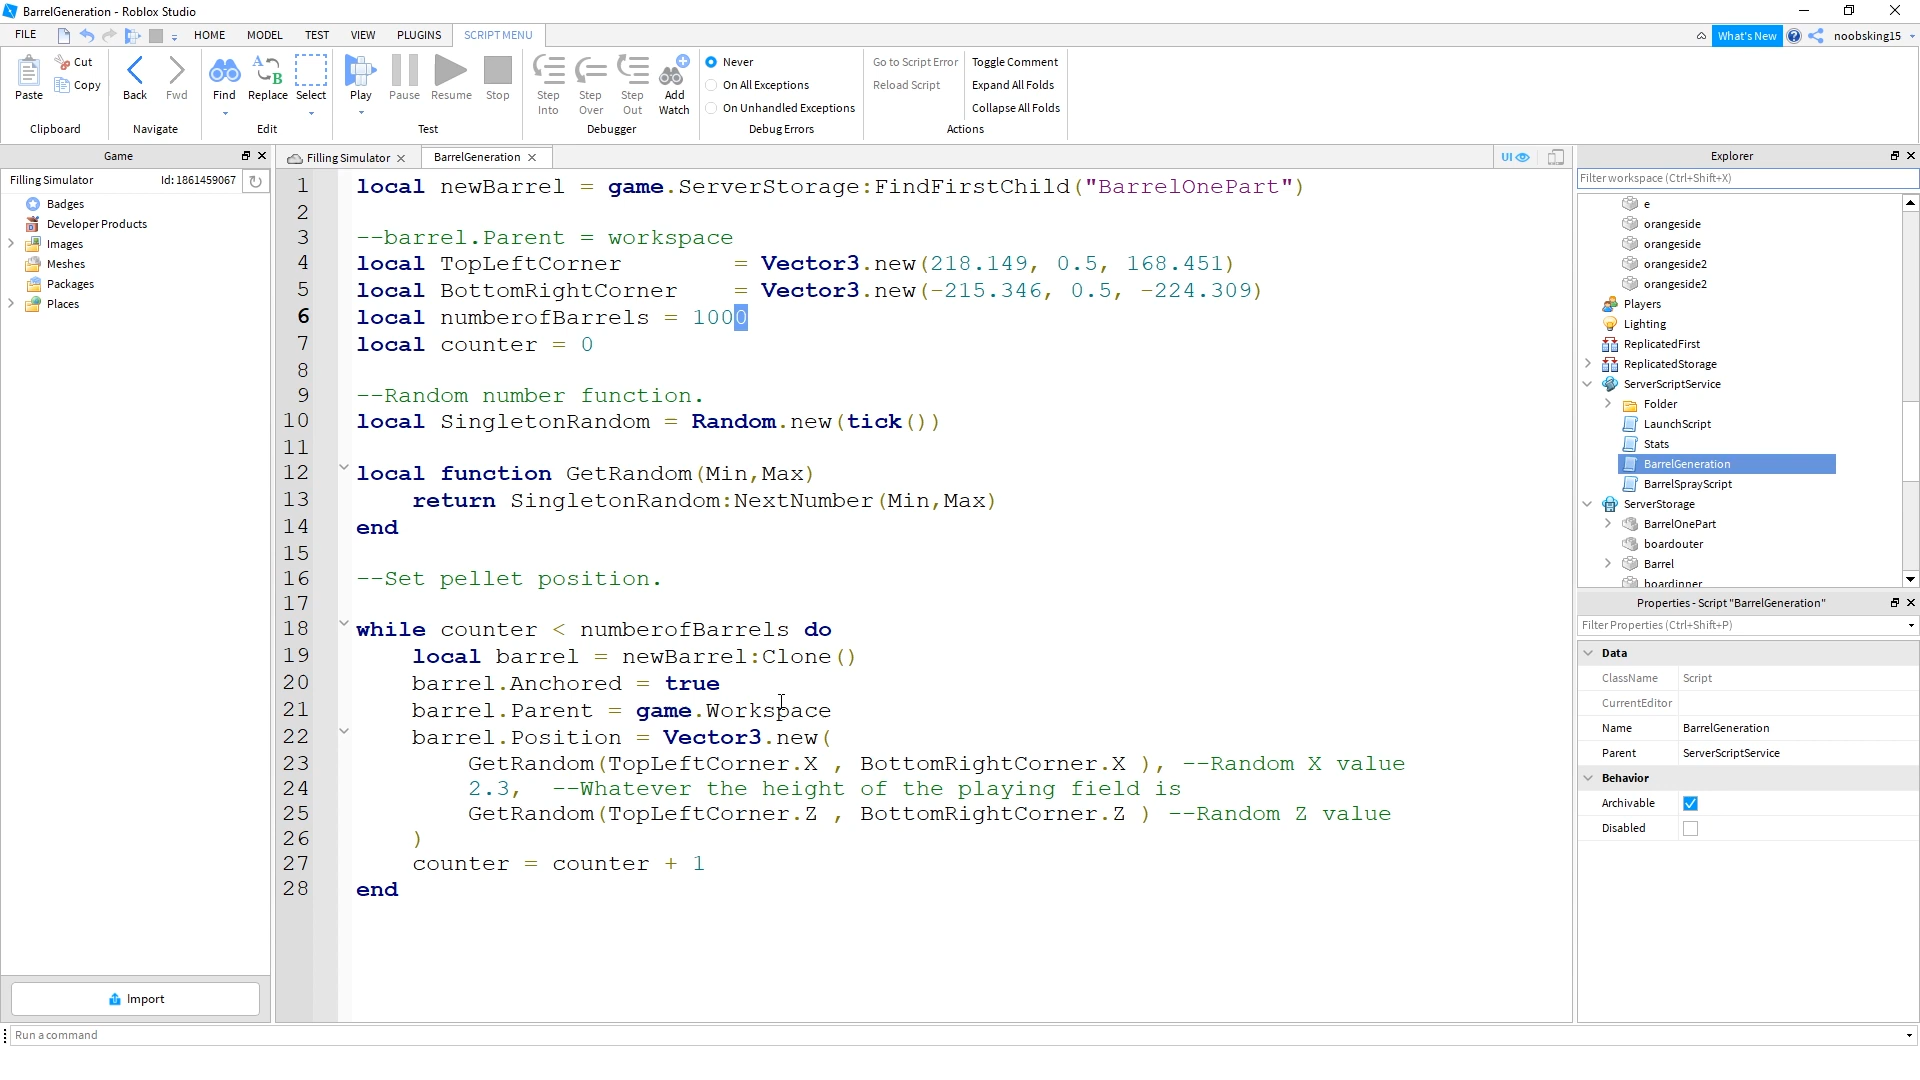 BarrelGeneration - Roblox Studio
FILE HOME MODEL TEST VIEW PLUGINS SCRIPT MENU What's New noobsking15
Paste Cut Copy Back Fwd Find Replace Select Play Pause Resume Stop Step Into Step Over Step Out Add Watch
Never
On All Exceptions
On Unhandled Exceptions
Go to Script Error
Reload Script
Toggle Comment
Expand All Folds
Collapse All Folds
Clipboard Navigate Edit Test Debugger Debug Errors Actions
Game
Filling Simulator Id: 1861459067
Badges
Developer Products
Images
Meshes
Packages
Places
Import
Filling Simulator BarrelGeneration UI
1 local newBarrel = game.ServerStorage:FindFirstChild("BarrelOnePart")
2
3 --barrel.Parent = workspace
4 local TopLeftCorner = Vector3.new(218.149, 0.5, 168.451)
5 local BottomRightCorner = Vector3.new(-215.346, 0.5, -224.309)
6 local numberofBarrels = 1000
7 local counter = 0
8
9 --Random number function.
10 local SingletonRandom = Random.new(tick())
11
12 local function GetRandom(Min,Max)
13 return SingletonRandom:NextNumber(Min,Max)
14 end
15
16 --Set pellet position.
17
18 while counter < numberofBarrels do
19 local barrel = newBarrel:Clone()
20 barrel.Anchored = true
21 barrel.Parent = game.Workspace
22 barrel.Position = Vector3.new(
23 GetRandom(TopLeftCorner.X , BottomRightCorner.X ), --Random X value
24 2.3, --Whatever the height of the playing field is
25 GetRandom(TopLeftCorner.Z , BottomRightCorner.Z ) --Random Z value
26 )
27 counter = counter + 1
28 end
Explorer
Filter workspace (Ctrl+Shift+X)
e
orangeside
orangeside
orangeside2
orangeside2
Players
Lighting
ReplicatedFirst
ReplicatedStorage
ServerScriptService
Folder
LaunchScript
Stats
BarrelGeneration
BarrelSprayScript
ServerStorage
BarrelOnePart
boardouter
Barrel
boardinner
Properties - Script "BarrelGeneration"
Filter Properties (Ctrl+Shift+P)
Data
ClassName Script
CurrentEditor
Name BarrelGeneration
Parent ServerScriptService
Behavior
Archivable
Disabled
Run a command